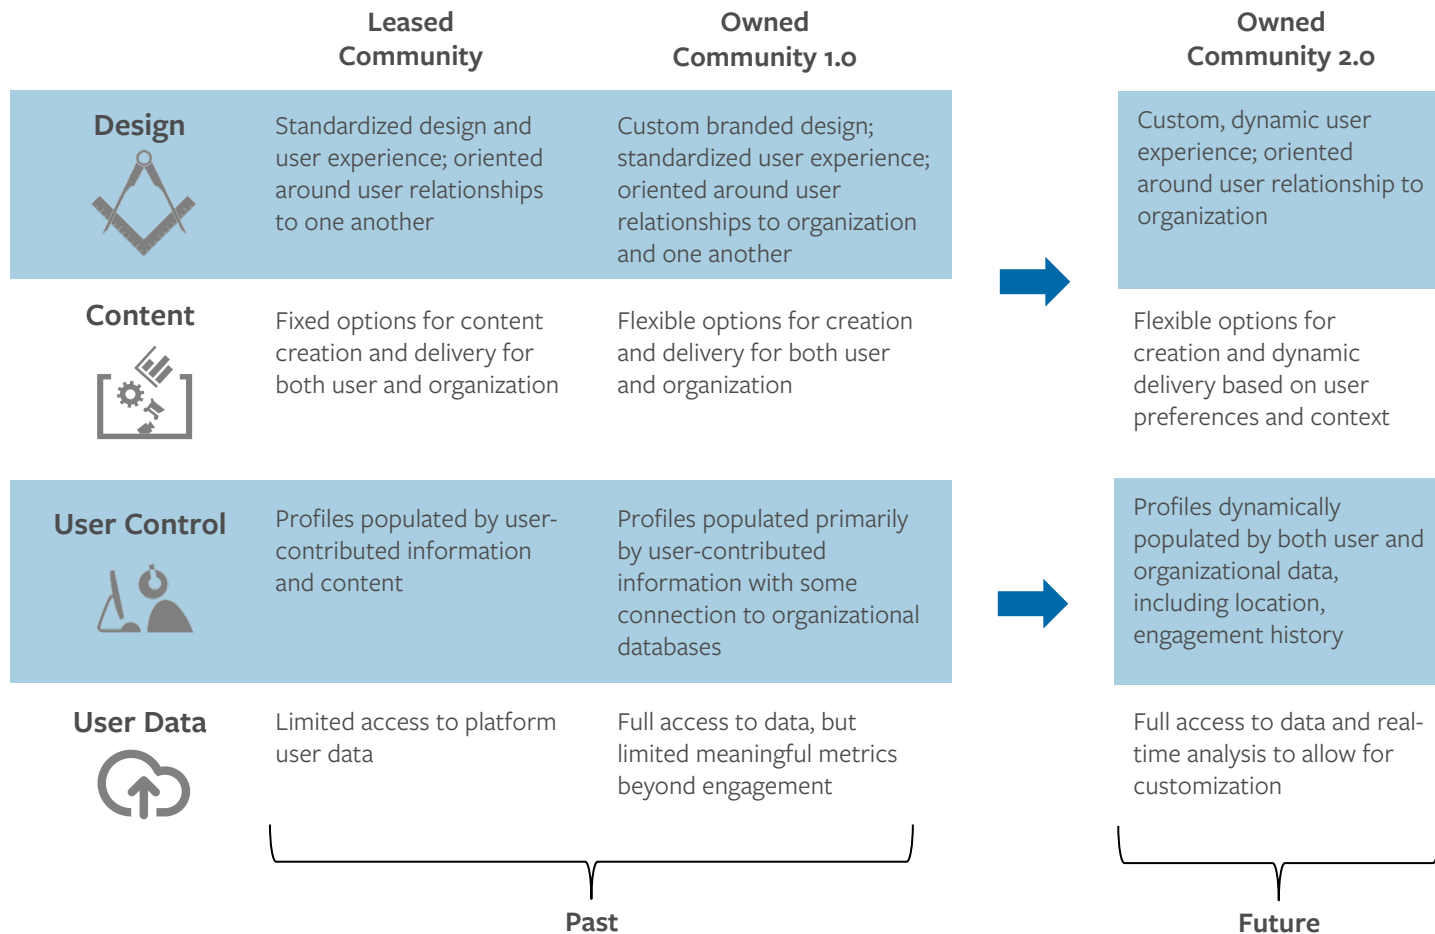 Leased
Community
Owned
Community 1.0
Owned
Community 2.0
Design
Standardized design and
user experience; oriented
around user relationships
to one another
Custom branded design;
standardized user experience;
oriented around user
relationships to organization
and one another
Custom, dynamic user
experience; oriented
around user relationship to
organization
Content
Fixed options for content
creation and delivery for
both user and organization
Flexible options for creation
and delivery for both user
and organization
Flexible options for
creation and dynamic
delivery based on user
preferences and context
User Control
Profiles populated by user-
contributed information
and content
Profiles populated primarily
by user-contributed
information with some
connection to organizational
databases
Profiles dynamically
populated by both user and
organizational data,
including location,
engagement history
User Data
Limited access to platform
user data
Full access to data, but
limited meaningful metrics
beyond engagement
Full access to data and real-
time analysis to allow for
customization
Past
Future